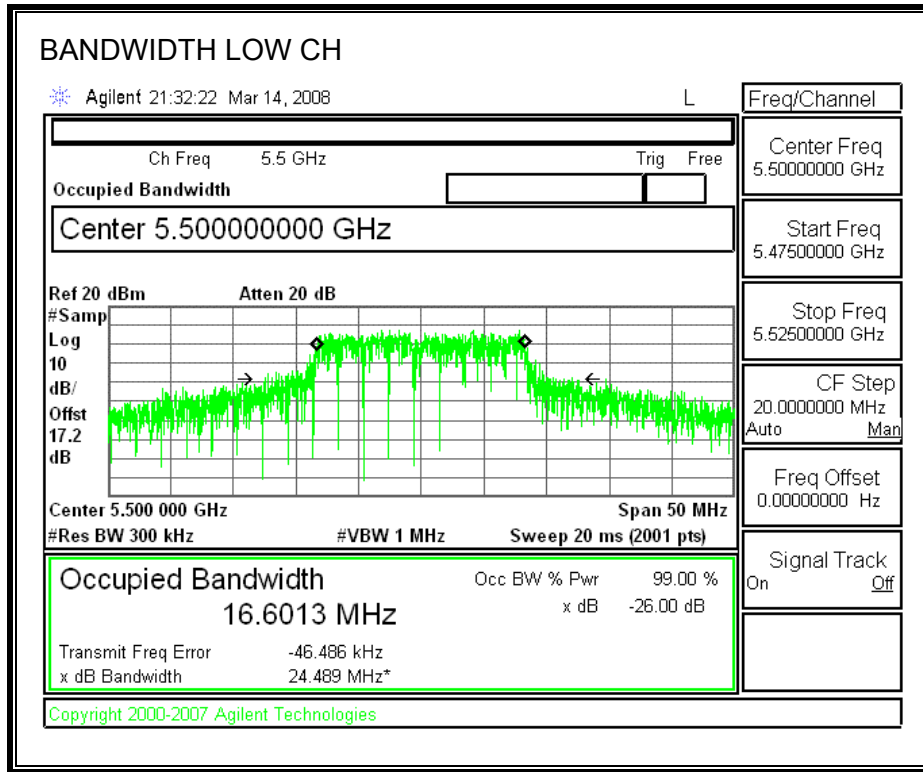 BANDWIDTH LOW CH
Agilent 21:32:22 Mar 14, 2008 L
Freq/Channel
Ch Freq 5.5 GHz Trig Free
Occupied Bandwidth
Center 5.500000000 GHz
Center Freq
5.50000000 GHz
Start Freq
5.47500000 GHz
Stop Freq
5.52500000 GHz
CF Step
20.0000000 MHz
Auto Man
Freq Offset
0.00000000 Hz
Signal Track
On Off
Ref 20 dBm Atten 20 dB
#Samp
Log
10
dB/
Offst
17.2
dB
Center 5.500 000 GHz Span 50 MHz
#Res BW 300 kHz #VBW 1 MHz Sweep 20 ms (2001 pts)
Occupied Bandwidth
16.6013 MHz
Occ BW % Pwr 99.00 %
x dB -26.00 dB
Transmit Freq Error -46.486 kHz
x dB Bandwidth 24.489 MHz*
Copyright 2000-2007 Agilent Technologies